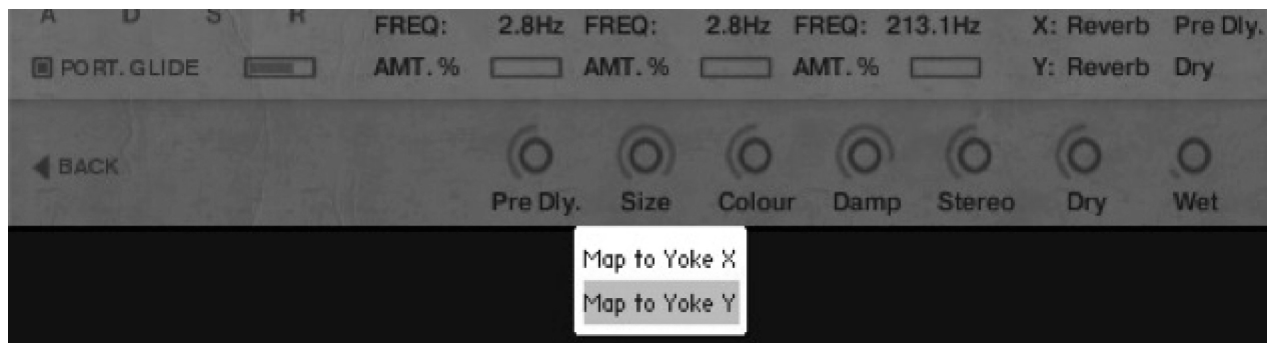 A D S R
FREQ: 2.8Hz FREQ: 2.8Hz FREQ: 213.1Hz X: Reverb Pre Dly.
PORT. GLIDE AMT. % AMT. % AMT. % Y: Reverb Dry
BACK
Pre Dly. Size Colour Damp Stereo Dry Wet
Map to Yoke X
Map to Yoke Y